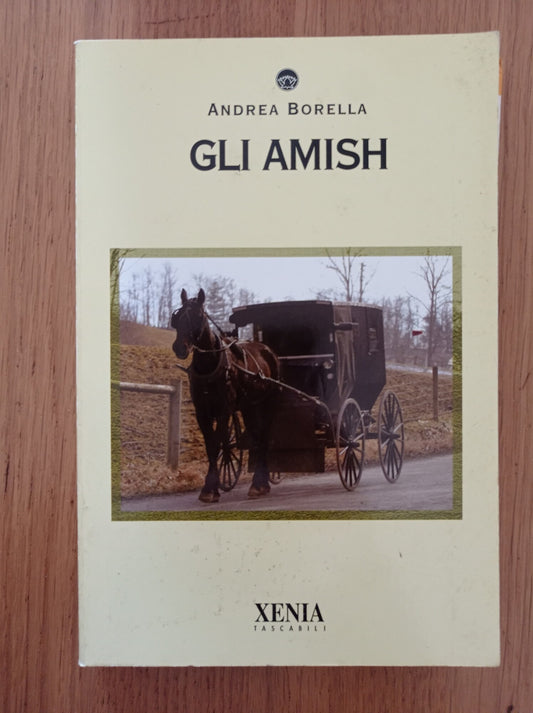 ANDREA BORELLA
GLI AMISH
XENIA
TASCABILI